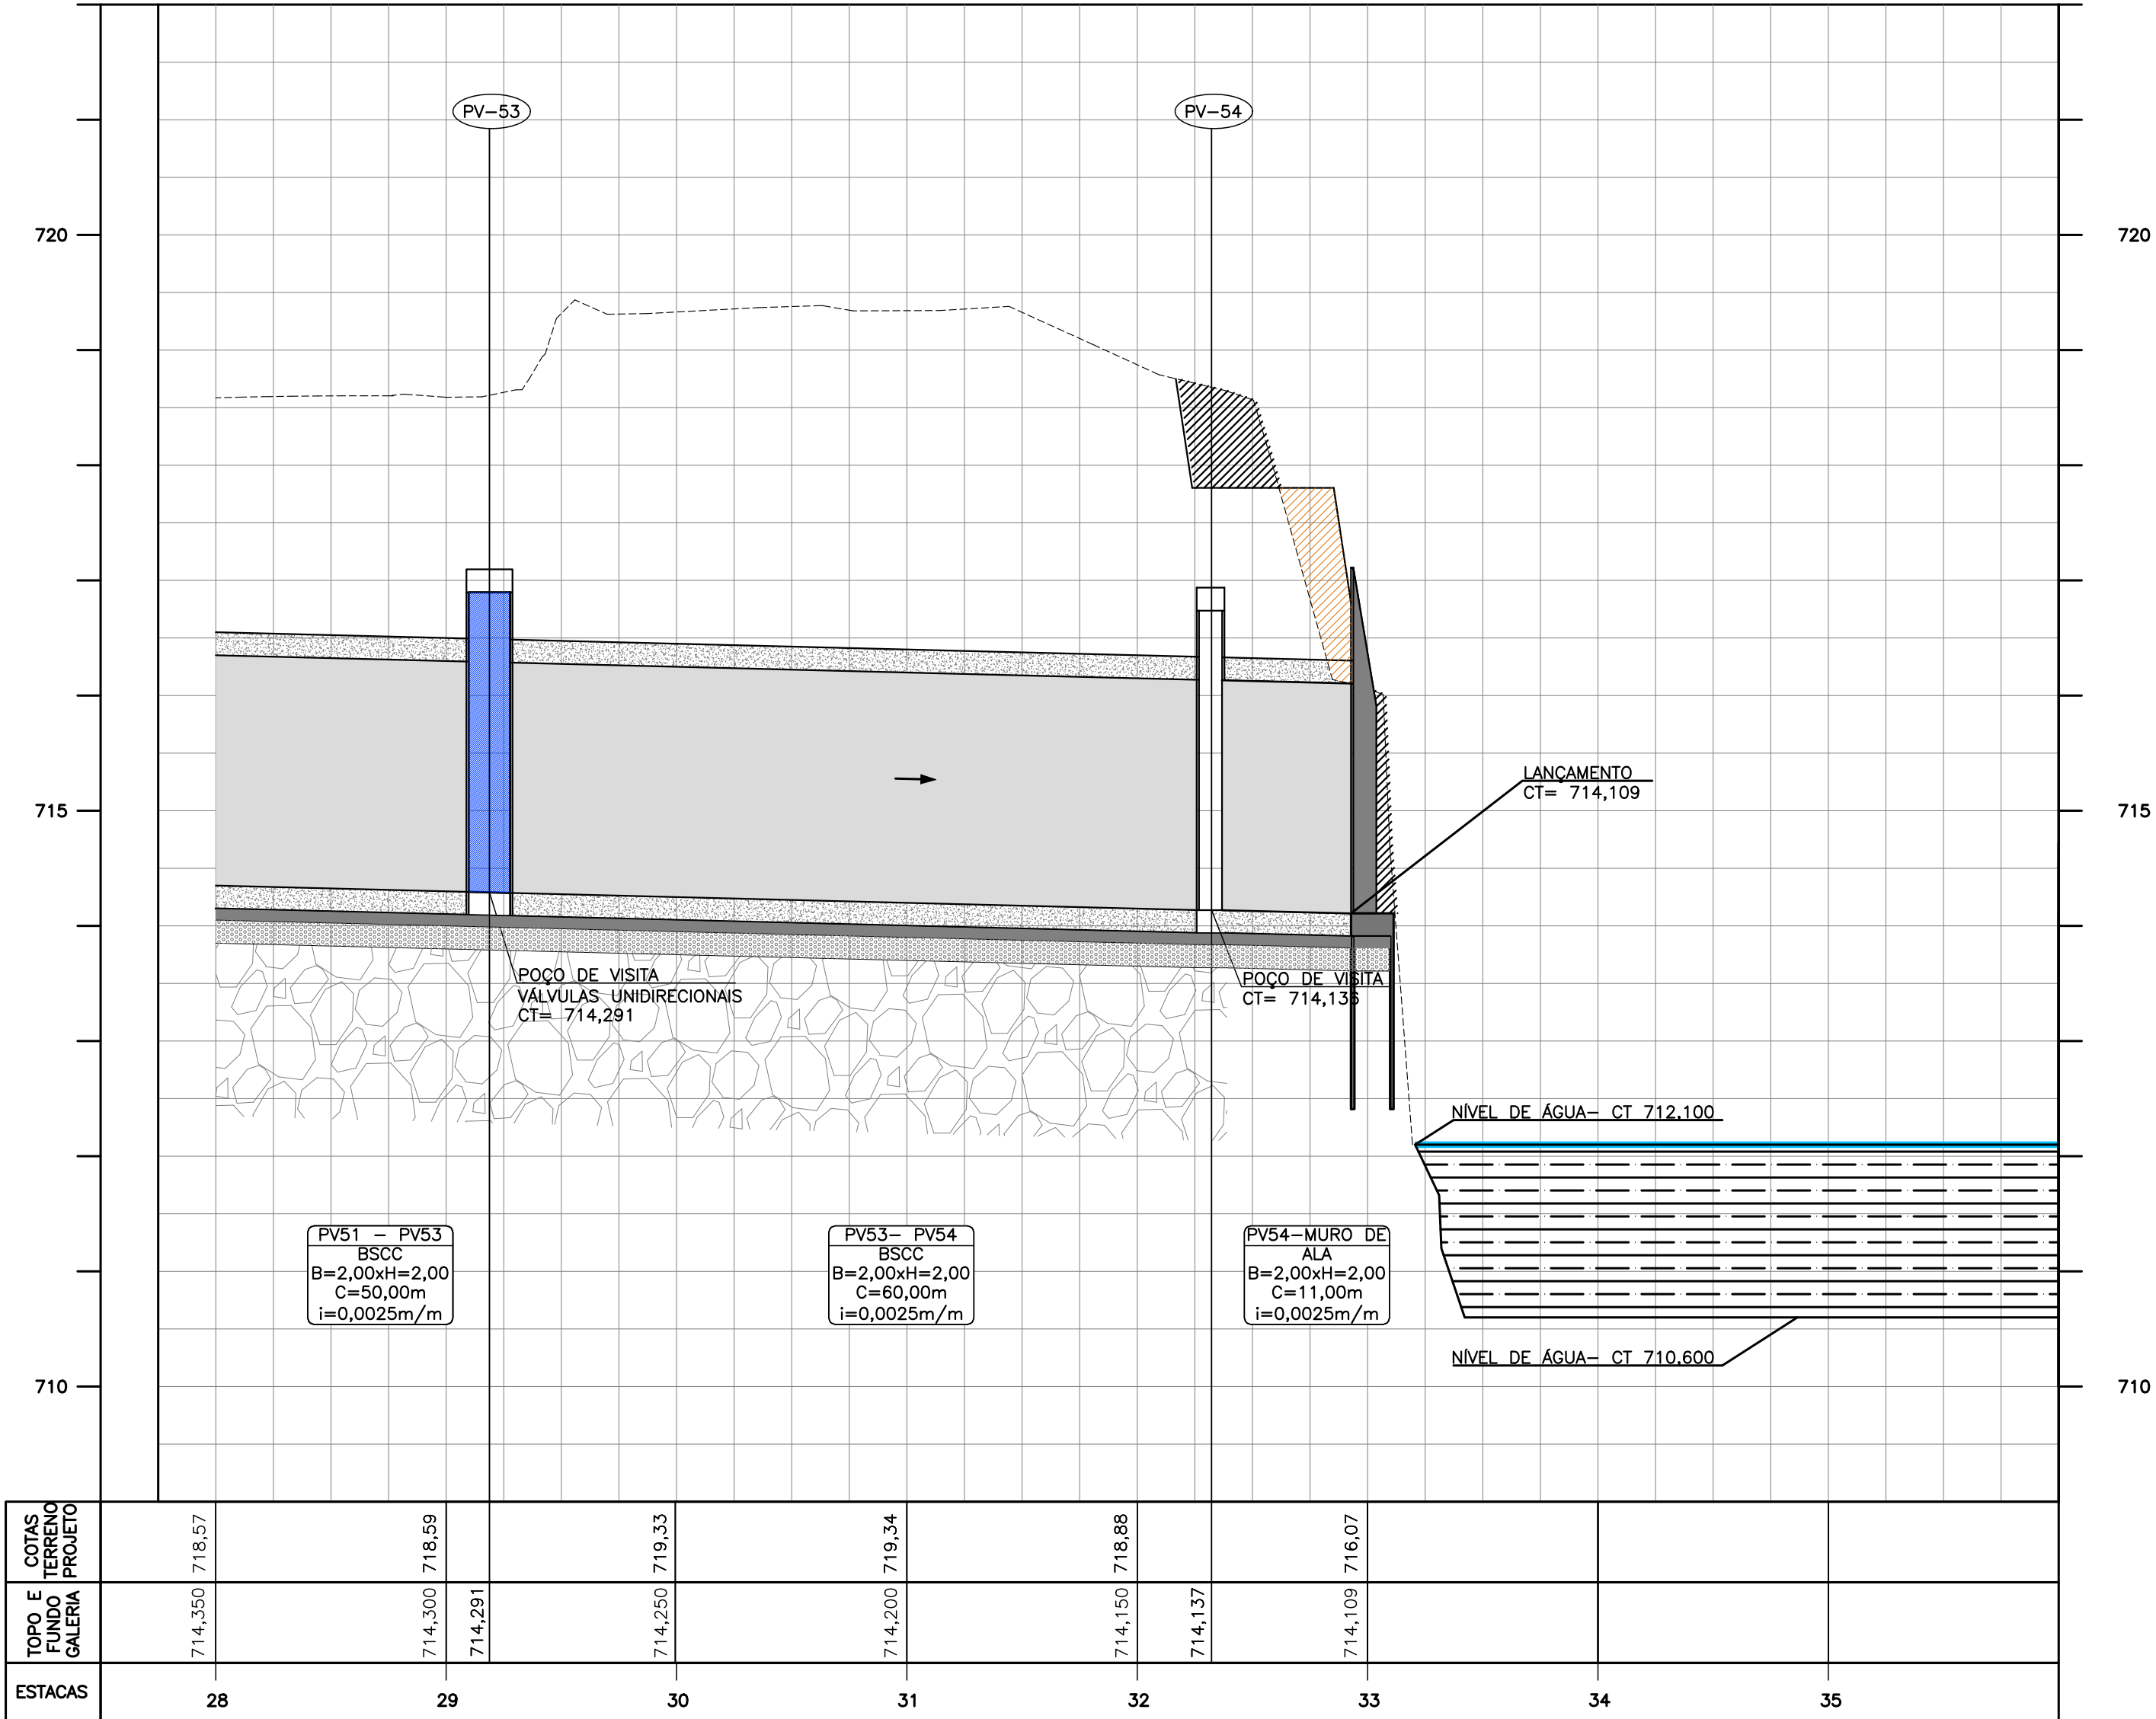 PV-53
PV-54
720
720
LANÇAMENTO
CT= 714,109
715
715
POÇO DE VISITA
VÁLVULAS UNIDIRECIONAIS
CT= 714,291
POÇO DE VISITA
CT= 714,136
NÍVEL DE ÁGUA- CT 712,100
PV51 - PV53
BSCC
B=2,00xH=2,00
C=50,00m
i=0,0025m/m
PV53- PV54
BSCC
B=2,00xH=2,00
C=60,00m
i=0,0025m/m
PV54-MURO DE
ALA
B=2,00xH=2,00
C=11,00m
i=0,0025m/m
NÍVEL DE ÁGUA- CT 710,600
710
710
COTAS
TERRENO
PROJETO
718,57
718,59
719,33
719,34
718,88
716,07
TOPO E
FUNDO
GALERIA
714,350
714,300
714,291
714,250
714,200
714,150
714,137
714,109
ESTACAS
28
29
30
31
32
33
34
35